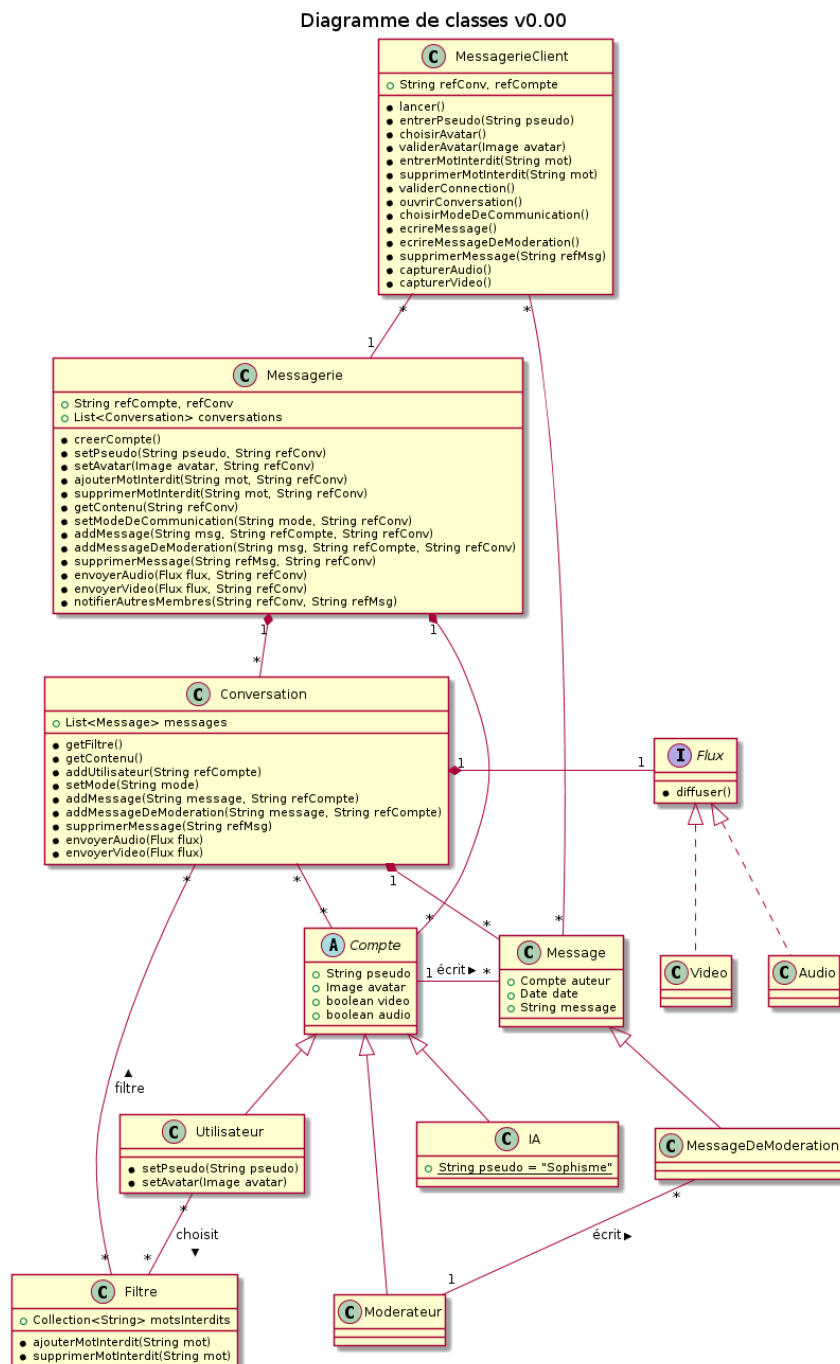 Diagramme de classes v0.00
C MessagerieClient
String refConv, refCompte
lancer()
entrerPseudo(String pseudo)
choisirAvatar()
validerAvatar(Image avatar)
entrerMotInterdit(String mot)
supprimerMotInterdit(String mot)
validerConnection()
ouvrirConversation()
choisirModeDeCommunication()
ecrireMessage()
ecrireMessageDeModeration()
supprimerMessage(String refMsg)
capturerAudio()
capturerVideo()
* *
1
C Messagerie
String refCompte, refConv
List<Conversation> conversations
creerCompte()
setPseudo(String pseudo, String refConv)
setAvatar(Image avatar, String refConv)
ajouterMotInterdit(String mot, String refConv)
supprimerMotInterdit(String mot, String refConv)
getContenu(String refConv)
setModeDeCommunication(String mode, String refConv)
addMessage(String msg, String refCompte, String refConv)
addMessageDeModeration(String msg, String refCompte, String refConv)
supprimerMessage(String refMsg, String refConv)
envoyerAudio(Flux flux, String refConv)
envoyerVideo(Flux flux, String refConv)
notifierAutresMembres(String refConv, String refMsg)
1 1
*
C Conversation
List<Message> messages
getFiltre()
getContenu()
addUtilisateur(String refCompte)
setMode(String mode)
addMessage(String message, String refCompte)
addMessageDeModeration(String message, String refCompte)
supprimerMessage(String refMsg)
envoyerAudio(Flux flux)
envoyerVideo(Flux flux)
1 1
I Flux
diffuser()
* * 1
* * * *
A Compte
String pseudo
Image avatar
boolean video
boolean audio
1 écrit *
C Message
Compte auteur
Date date
String message
C Video
C Audio
filtre
C Utilisateur
setPseudo(String pseudo)
setAvatar(Image avatar)
C IA
String pseudo = "Sophisme"
C MessageDeModeration
*
choisit
* *
écrit
*
1
C Filtre
Collection<String> motsInterdits
ajouterMotInterdit(String mot)
supprimerMotInterdit(String mot)
C Moderateur